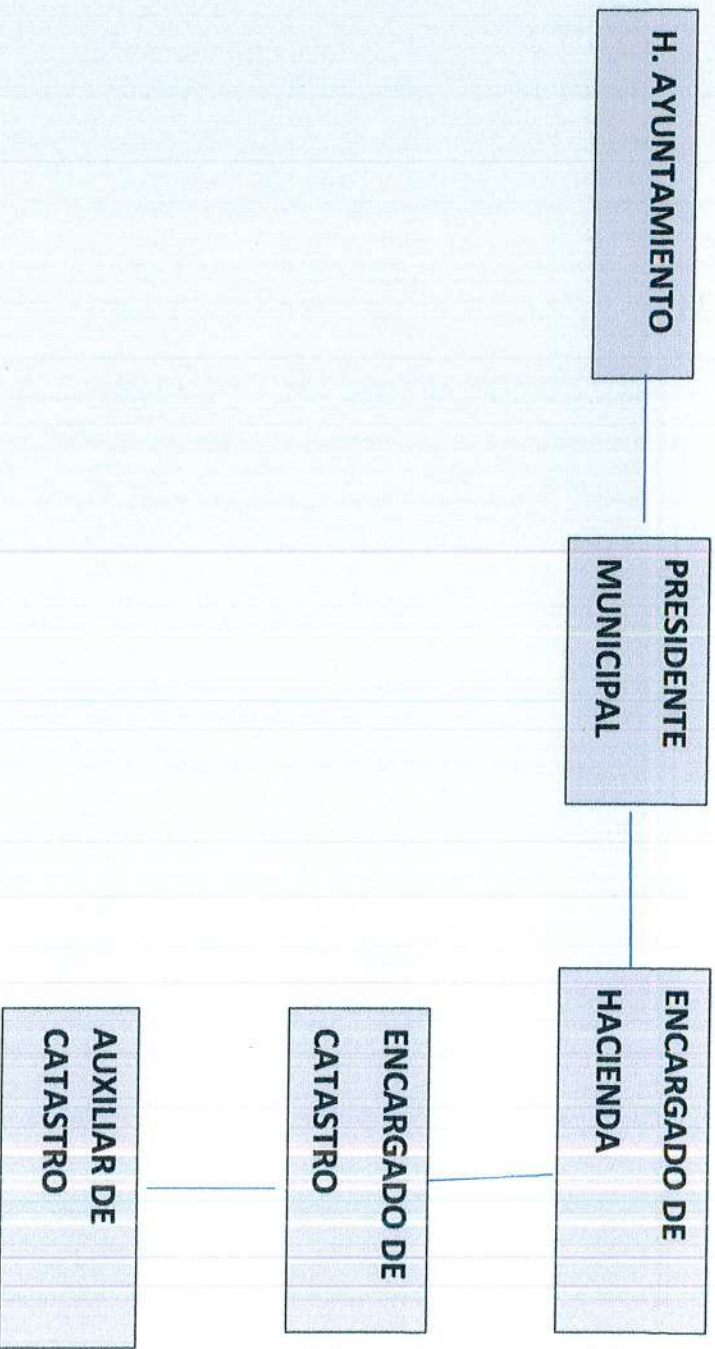 H. AYUNTAMIENTO
PRESIDENTE
MUNICIPAL
ENCARGADO DE
HACIENDA
ENCARGADO DE
CATASTRO
AUXILIAR DE
CATASTRO